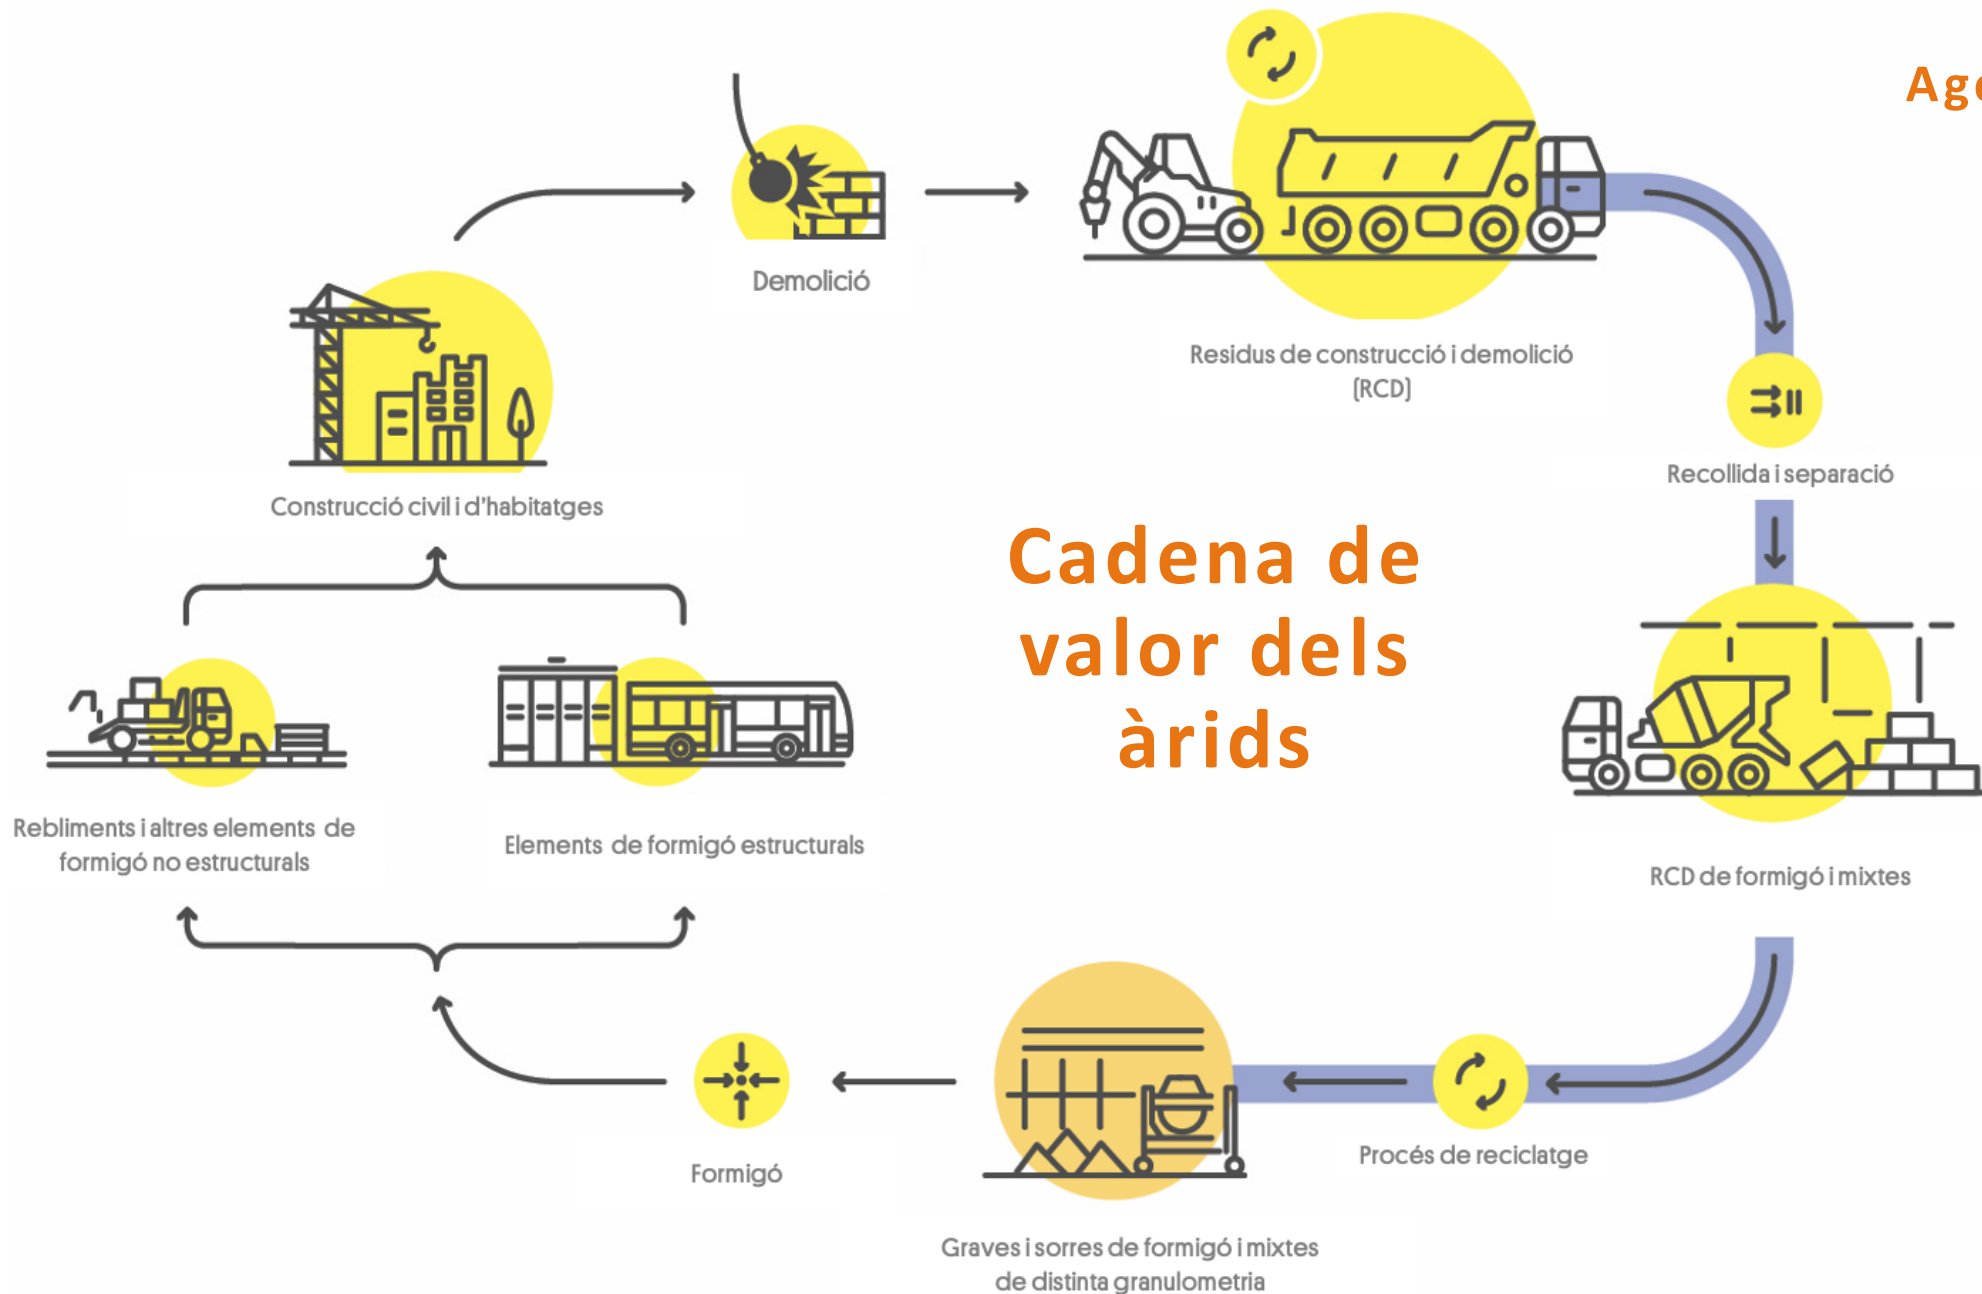 Demolició
Residus de construcció i demolició
(RCD)
Recollida i separació
Construcció civil i d'habitatges
Cadena de
valor dels
àrids
Rebliments i altres elements de
formigó no estructurals
Elements de formigó estructurals
RCD de formigó i mixtes
Procés de reciclatge
Formigó
Graves i sorres de formigó i mixtes
de distinta granulometria